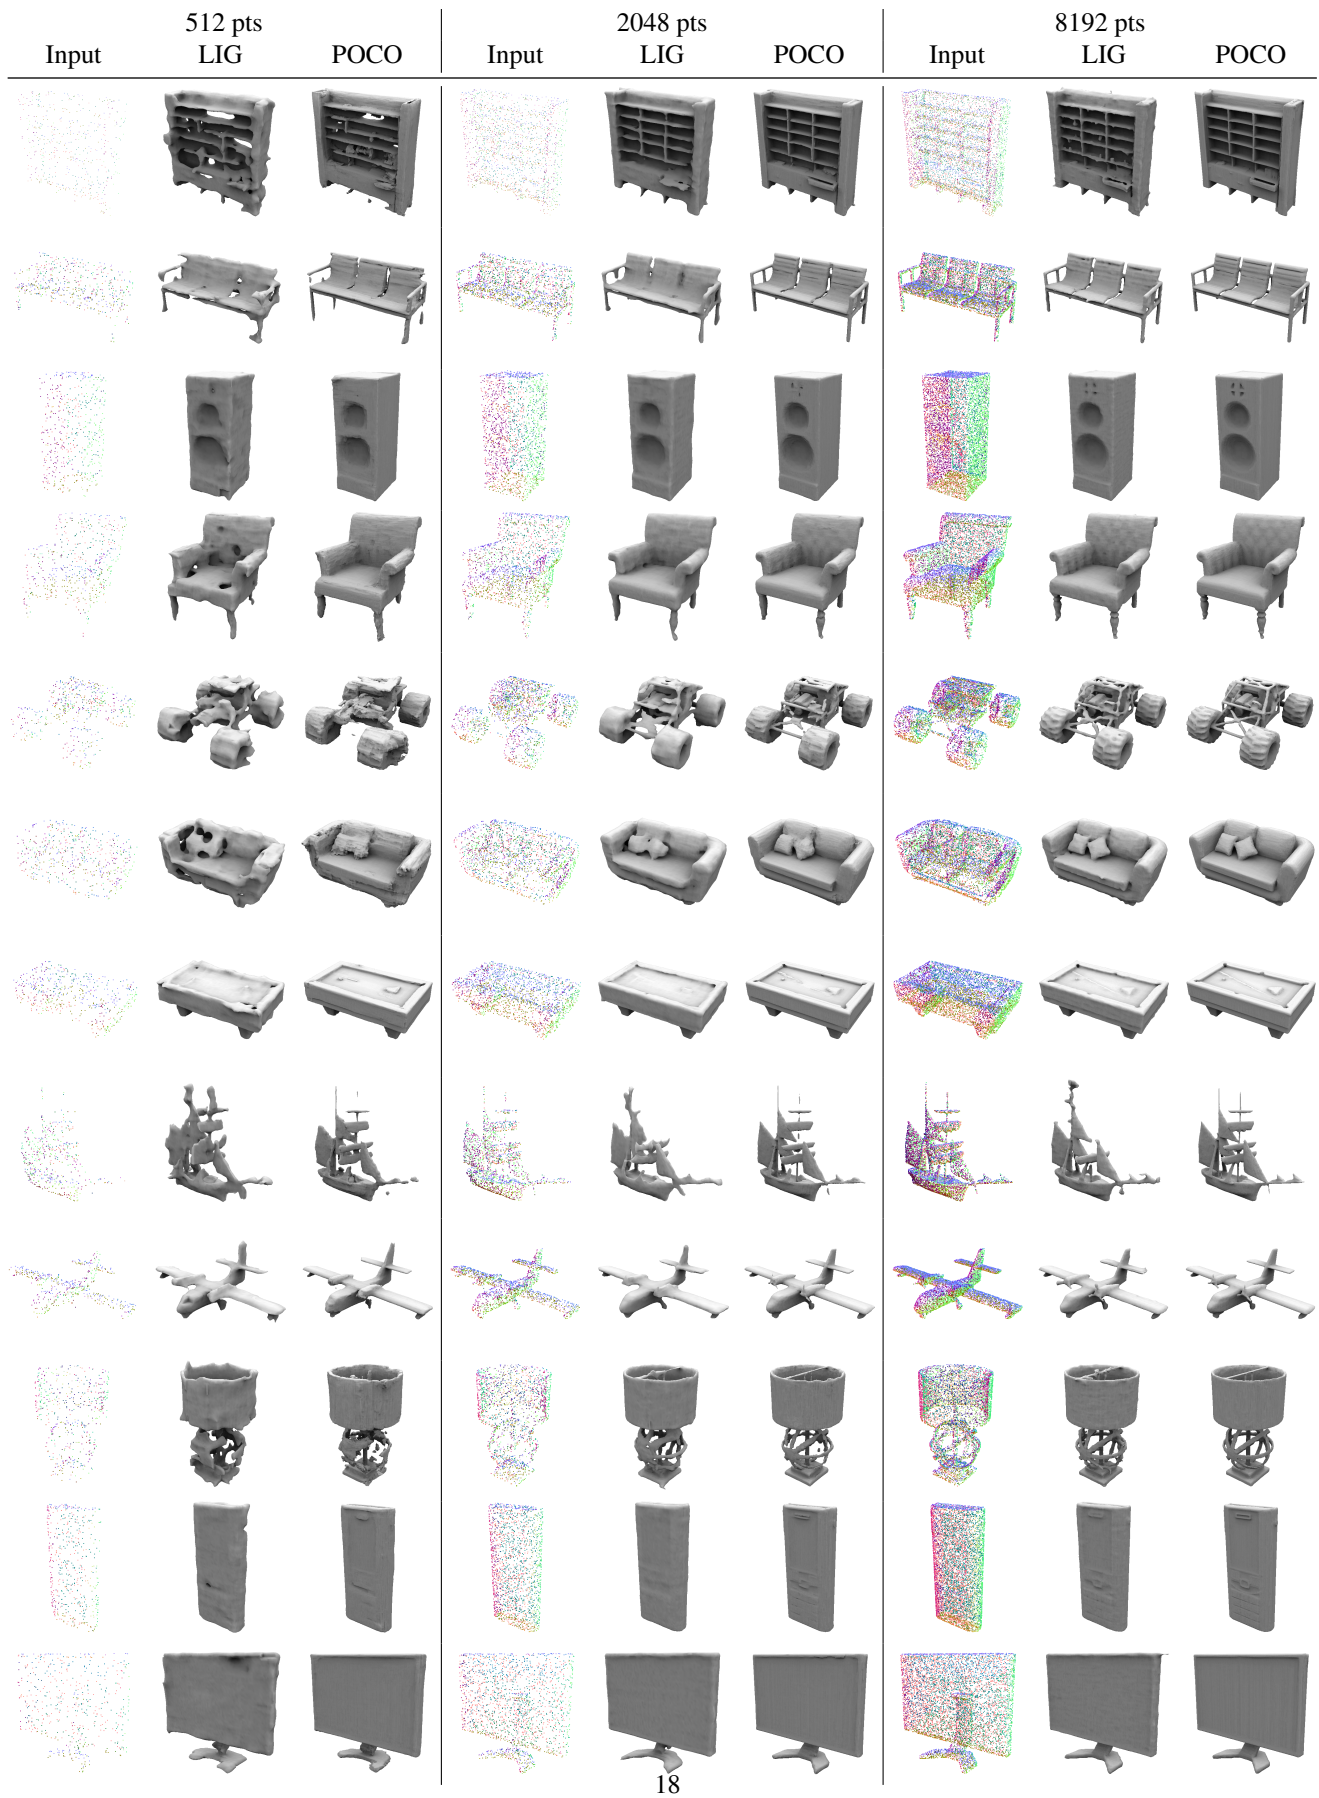 512 pts 2048 pts 8192 pts
Input LIG POCO Input LIG POCO Input LIG POCO
18